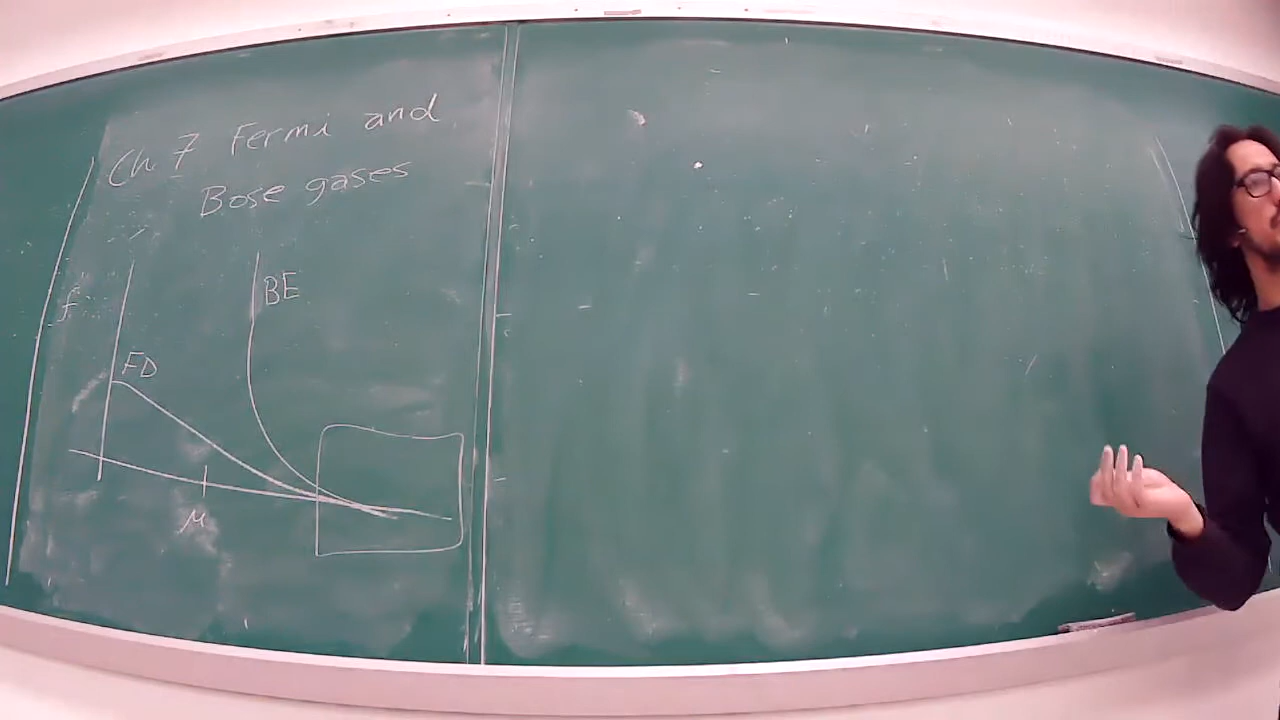 Ch 7 Fermi and
Bose gases
f
BE
FD
μ